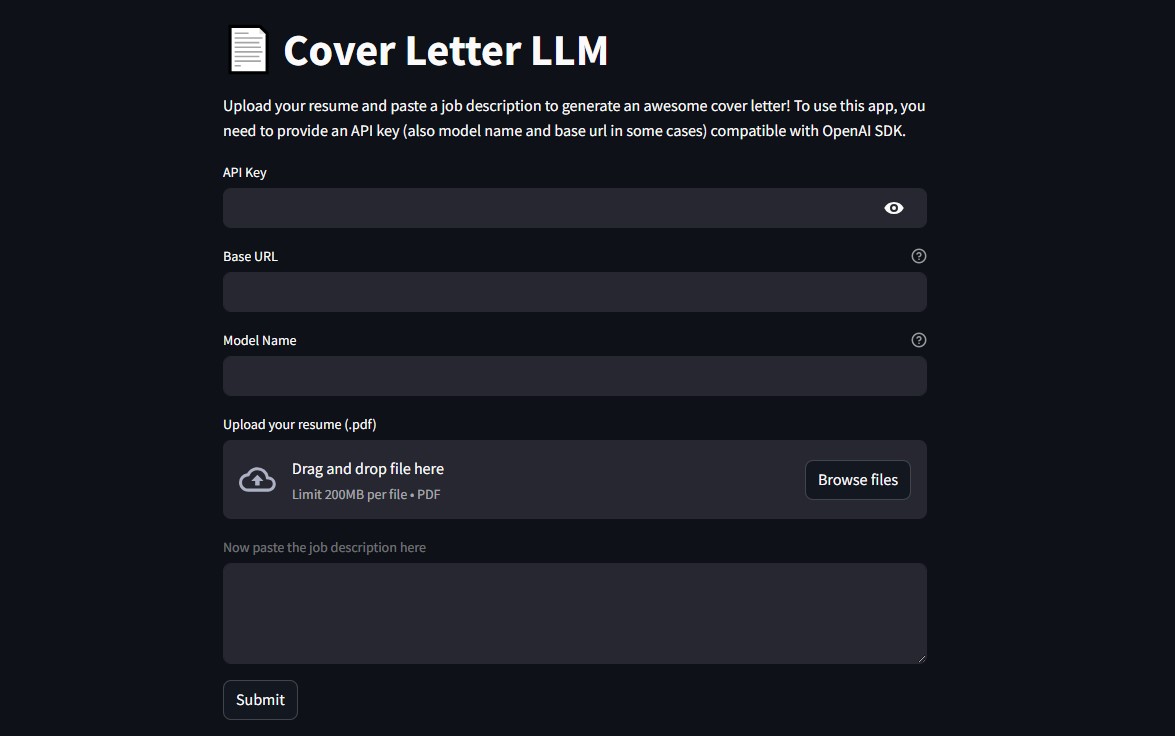 Cover Letter LLM
Upload your resume and paste a job description to generate an awesome cover letter! To use this app, you
need to provide an API key (also model name and base url in some cases) compatible with OpenAI SDK.
API Key
Base URL
Model Name
Upload your resume (.pdf)
Drag and drop file here
Limit 200MB per file • PDF
Browse files
Now paste the job description here
Submit